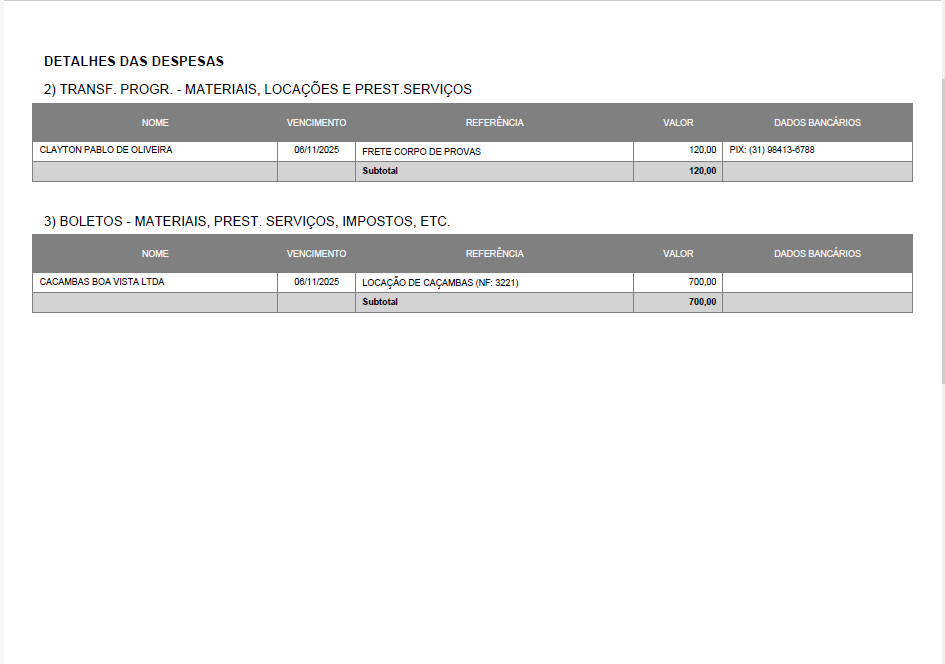 DETALHES DAS DESPESAS
2) TRANSF. PROGR. - MATERIAIS, LOCAÇÕES E PREST.SERVIÇOS
NOME VENCIMENTO REFERÊNCIA VALOR DADOS BANCÁRIOS
CLAYTON PABLO DE OLIVEIRA 06/11/2025 FRETE CORPO DE PROVAS 120,00 PIX: (31) 98413-6788
Subtotal 120,00
3) BOLETOS - MATERIAIS, PREST. SERVIÇOS, IMPOSTOS, ETC.
NOME VENCIMENTO REFERÊNCIA VALOR DADOS BANCÁRIOS
CACAMBAS BOA VISTA LTDA 06/11/2025 LOCAÇÃO DE CAÇAMBAS (NF: 3221) 700,00
Subtotal 700,00